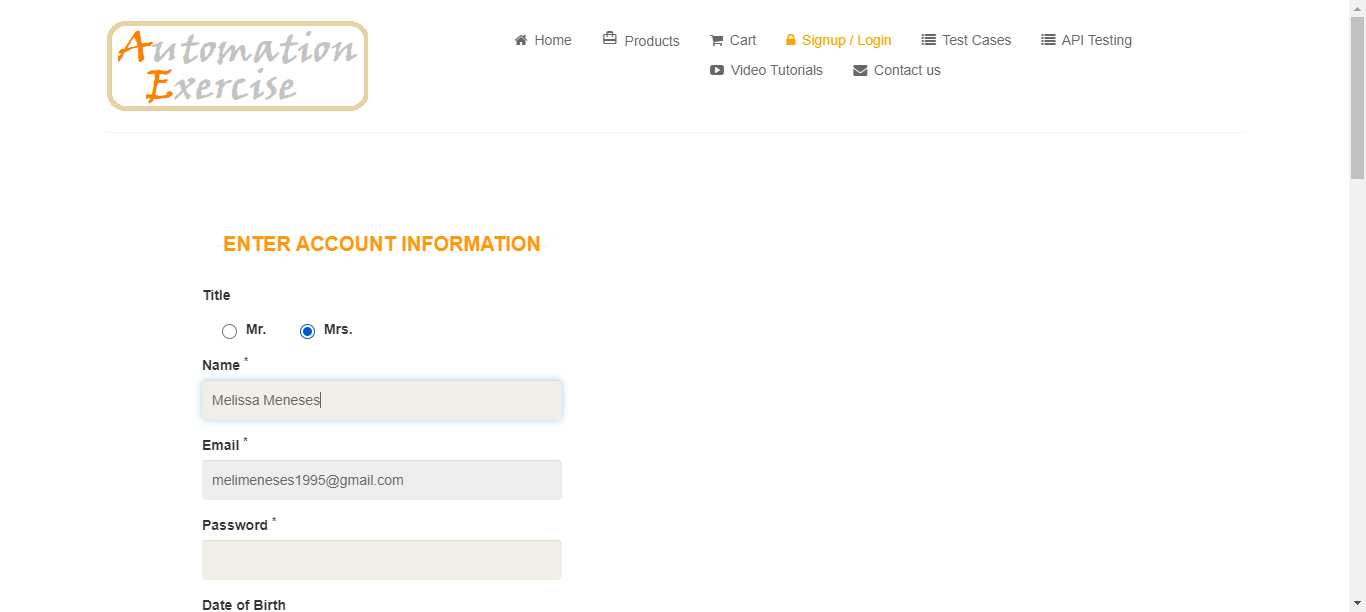 Automation
Exercise
Home Products Cart Signup / Login Test Cases API Testing
Video Tutorials Contact us
ENTER ACCOUNT INFORMATION
Title
Mr. Mrs.
Name *
Melissa Meneses
Email *
melimeneses1995@gmail.com
Password *
Date of Birth